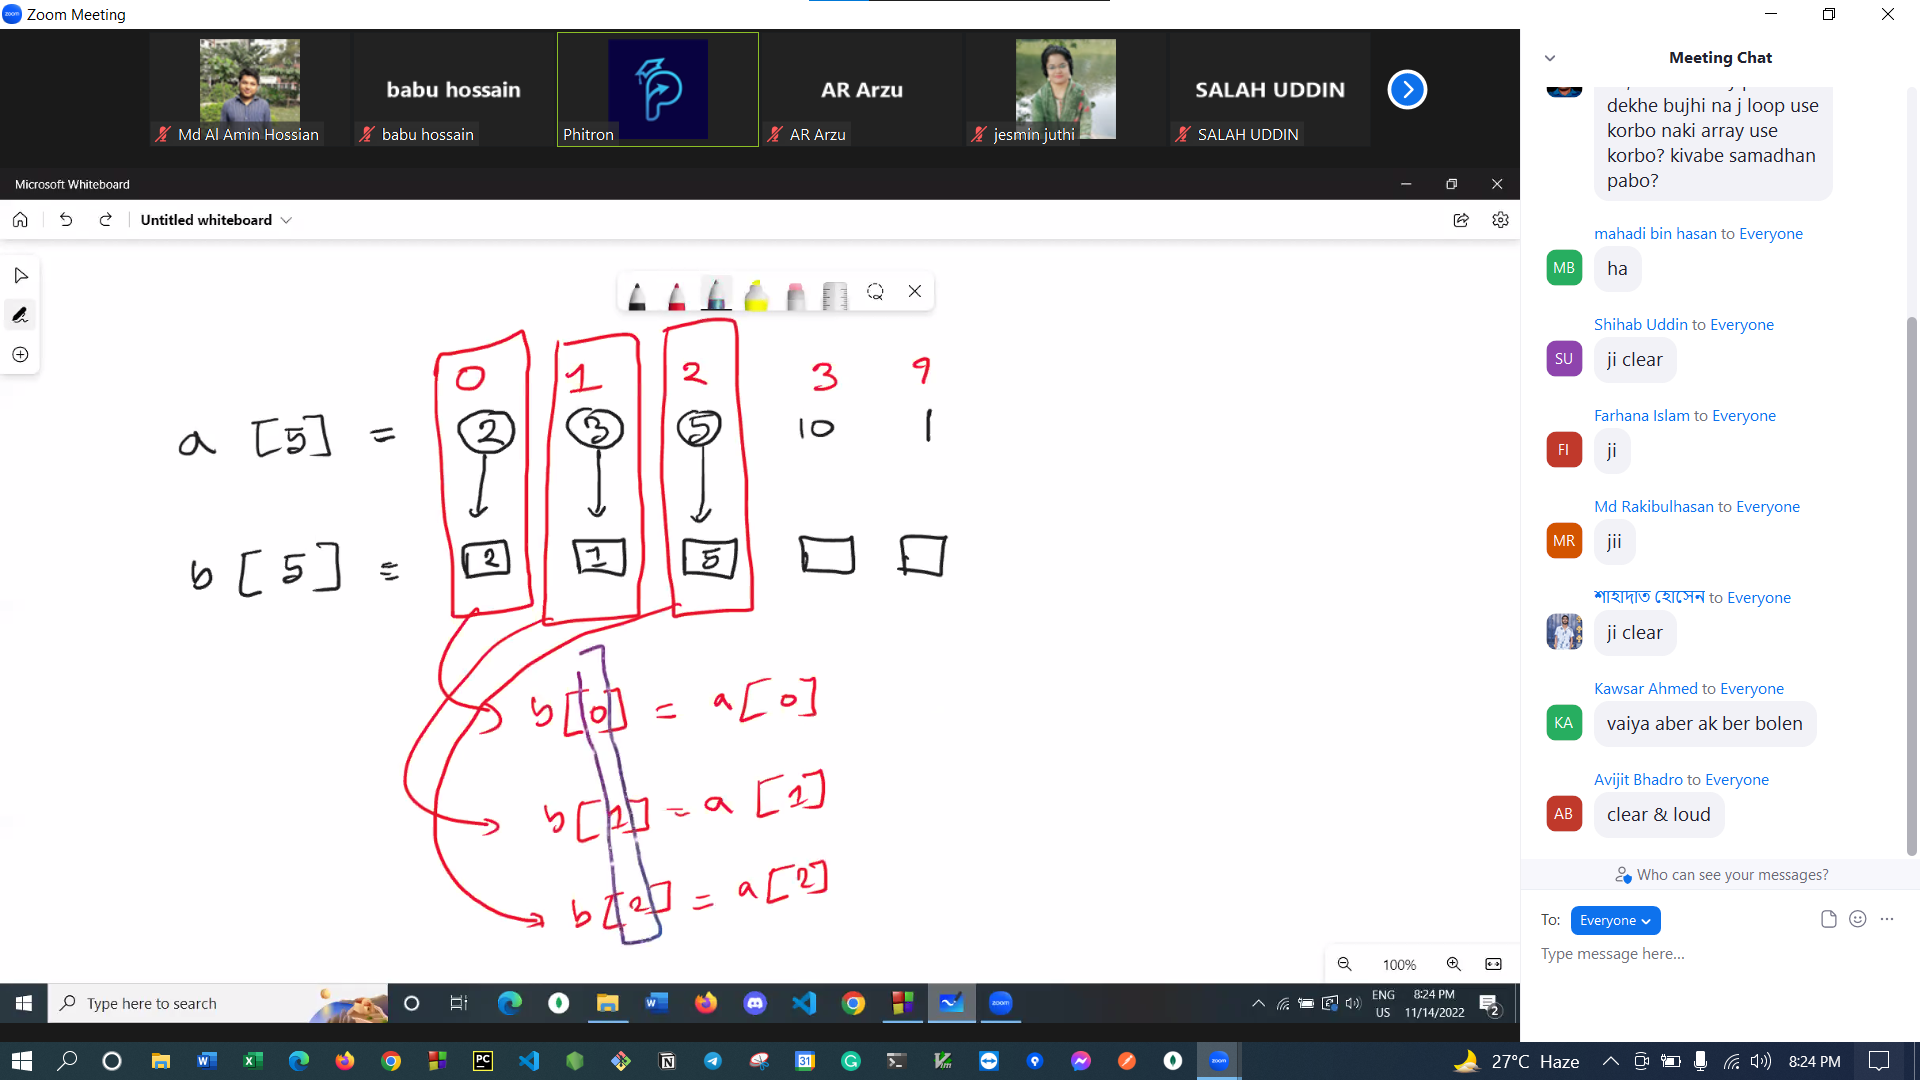 Zoom Meeting
babu hossain
AR Arzu
SALAH UDDIN
Md Al Amin Hossian
babu hossain
Phitron
AR Arzu
jesmin juthi
SALAH UDDIN
Microsoft Whiteboard
Untitled whiteboard
0 1 2 3 9
a [5] = 2 3 5 10 1
b [5] = 2 1 5
b[0] = a[0]
b[1] = a[1]
b[2] = a[2]
100%
Type here to search
ENG
US
8:24 PM
11/14/2022
2
Meeting Chat
dekhe bujhi na j loop use
korbo naki array use
korbo? kivabe samadhan
pabo?
mahadi bin hasan to Everyone
MB
ha
Shihab Uddin to Everyone
SU
ji clear
Farhana Islam to Everyone
FI
ji
Md Rakibulhasan to Everyone
MR
jii
শাহাদাত হোসেন to Everyone
ji clear
Kawsar Ahmed to Everyone
KA
vaiya aber ak ber bolen
Avijit Bhadro to Everyone
AB
clear & loud
Who can see your messages?
To: Everyone
Type message here...
27°C Haze
8:24 PM